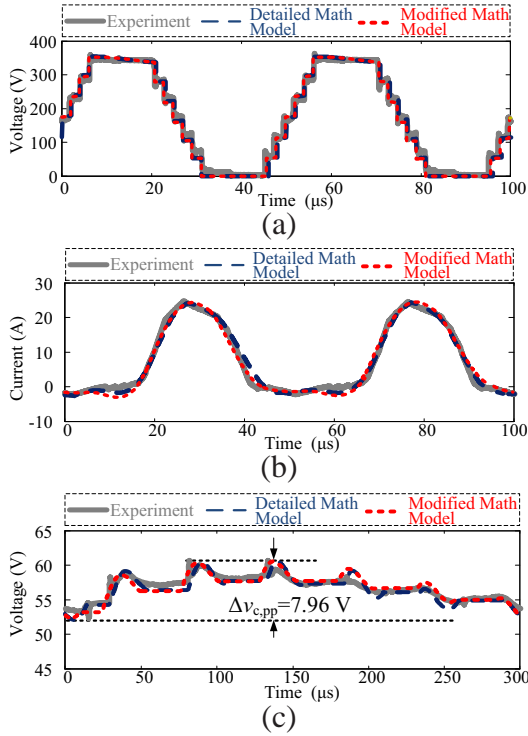 (a)
Experiment
Detailed Math Model
Modified Math Model
Voltage (V)
400
300
200
100
0
0 20 40 60 80 100
Time (μs)
(a)
Experiment
Detailed Math Model
Modified Math Model
Current (A)
30
20
10
0
-10
0 20 40 60 80 100
Time (μs)
(b)
Experiment
Detailed Math Model
Modified Math Model
Voltage (V)
65
60
55
50
45
Δvc,pp=7.96 V
0 50 100 150 200 250 300
Time (μs)
(c)